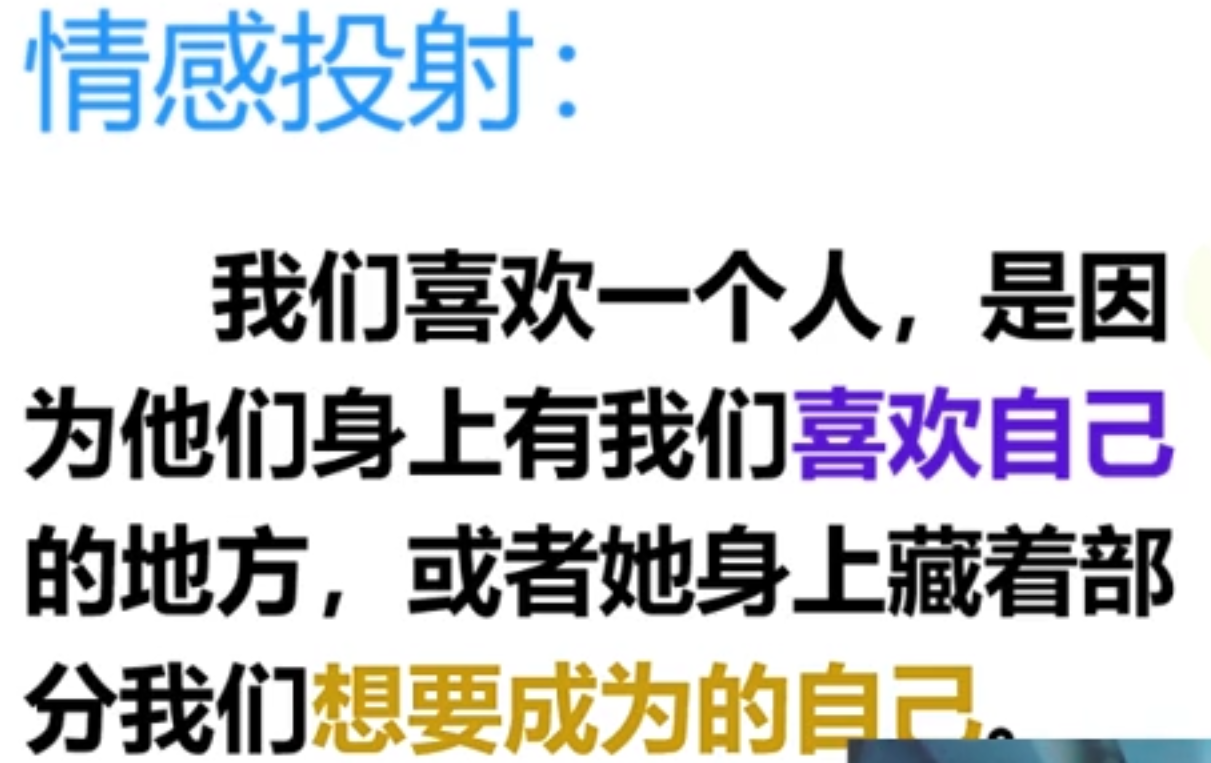 情感投射：
我们喜欢一个人，是因
为他们身上有我们喜欢自己
的地方，或者她身上藏着部
分我们想要成为的自己。